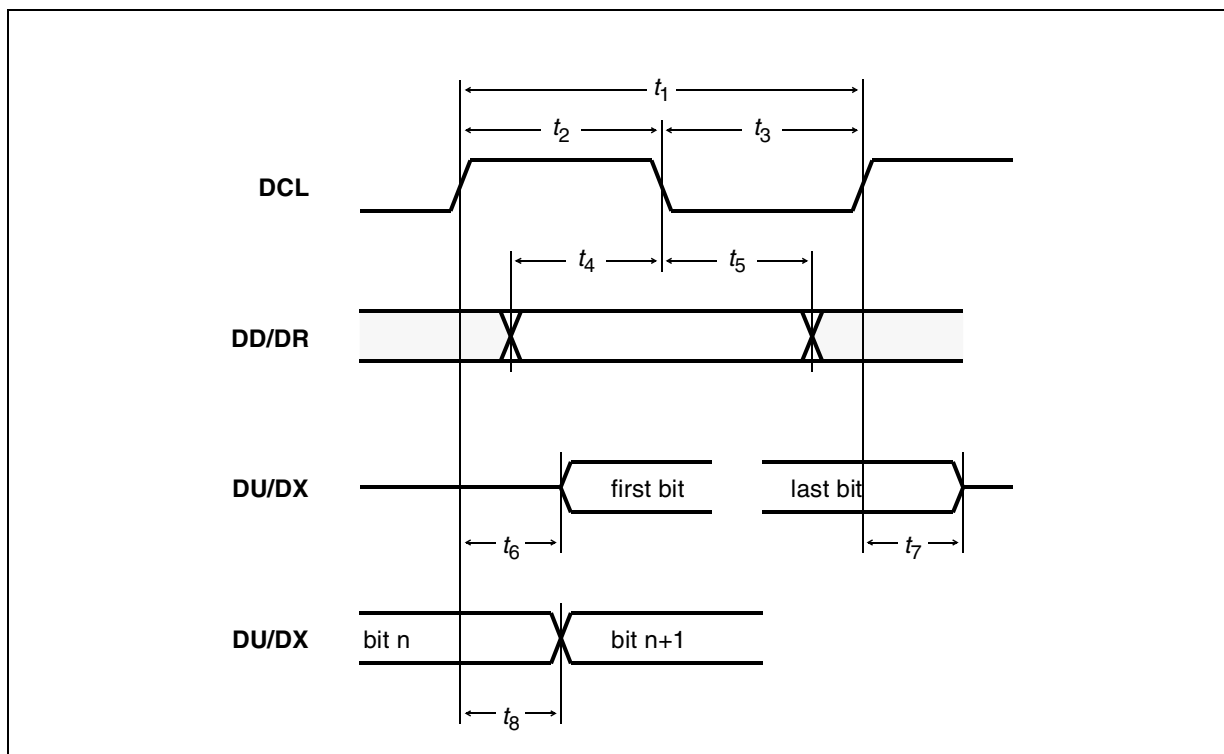 t1
t2 t3
DCL
t4 t5
DD/DR
DU/DX first bit last bit
t6 t7
DU/DX bit n bit n+1
t8